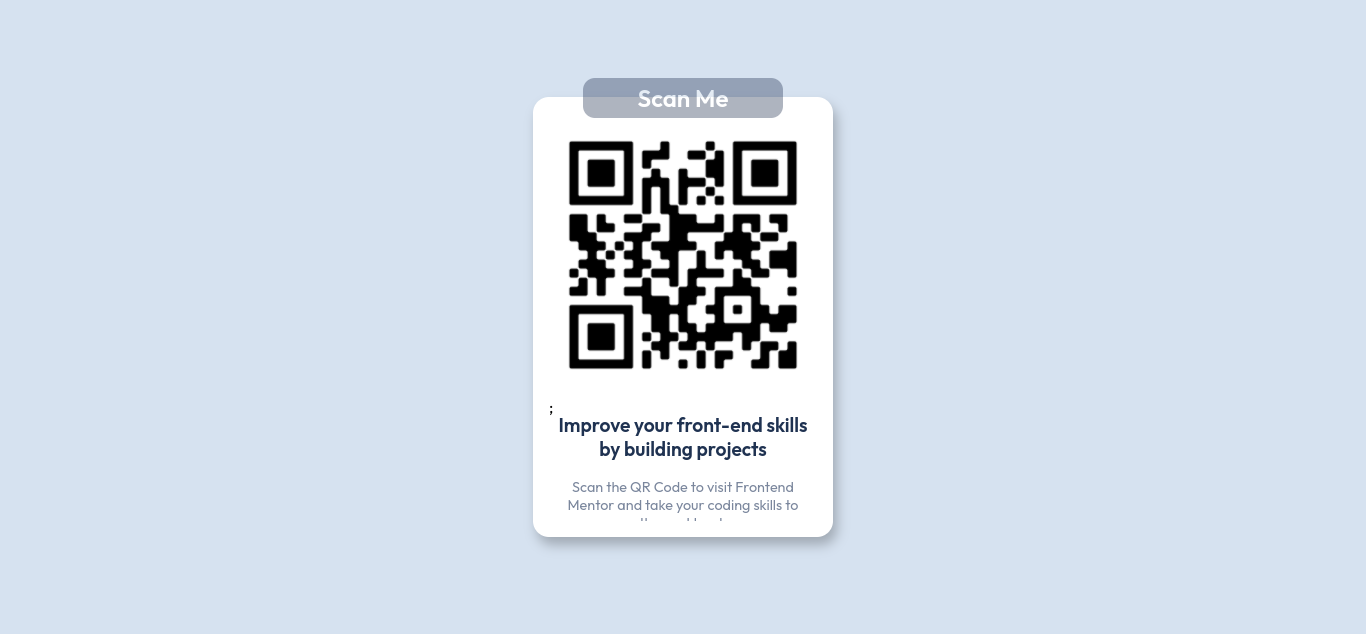 Scan Me
;
Improve your front-end skills
by building projects
Scan the QR Code to visit Frontend
Mentor and take your coding skills to